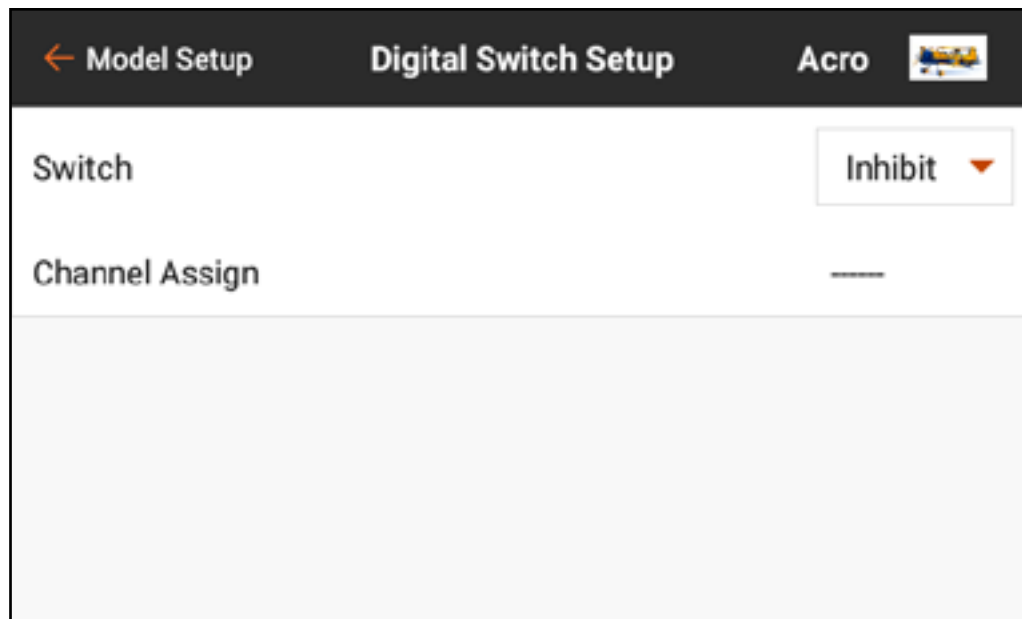 ← Model Setup Digital Switch Setup Acro
Switch Inhibit
Channel Assign ------